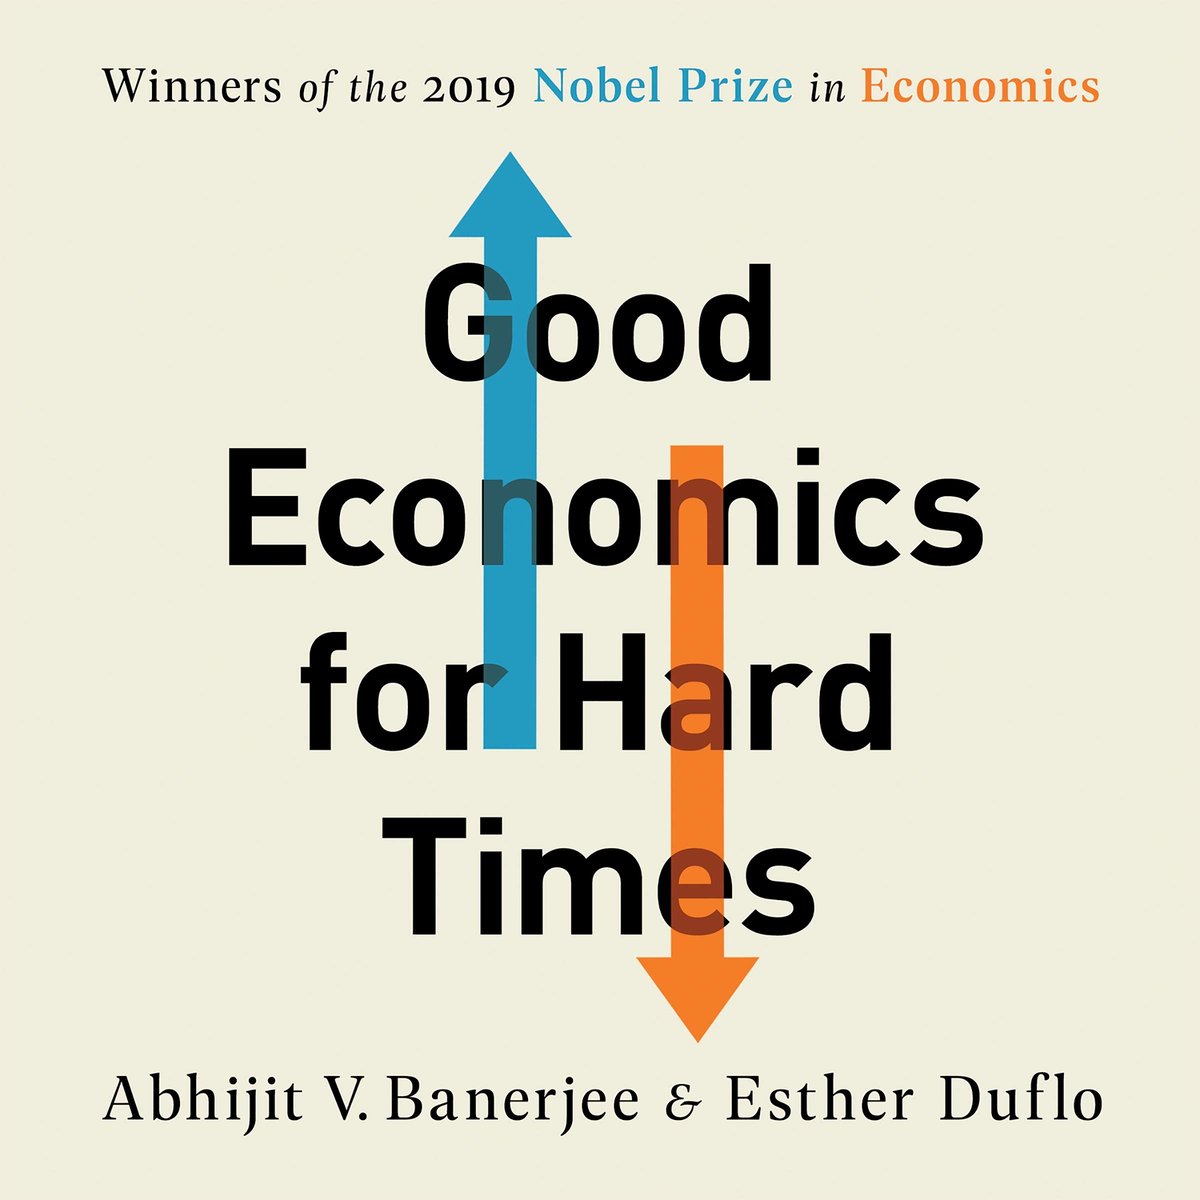 Winners of the 2019 Nobel Prize in Economics
Good
Economics
for Hard
Times
Abhijit V. Banerjee & Esther Duflo